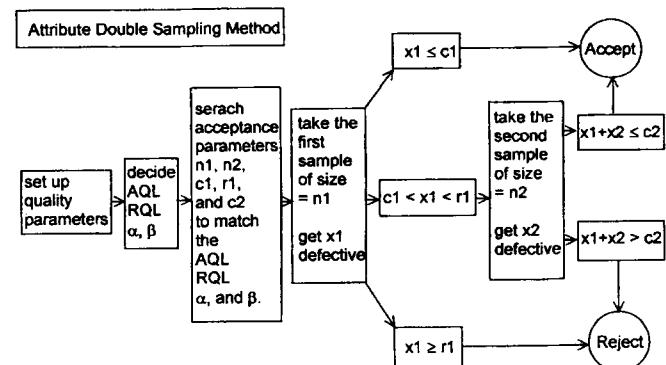 Attribute Double Sampling Method
set up
quality
parameters
decide
AQL
RQL
α, β
serach
acceptance
parameters
n1, n2,
c1, r1,
and c2
to match
the
AQL
RQL
α, and β.
take the
first
sample
of size
= n1
get x1
defective
x1 ≤ c1
c1 < x1 < r1
x1 ≥ r1
take the
second
sample
of size
= n2
get x2
defective
x1+x2 ≤ c2
x1+x2 > c2
Accept
Reject